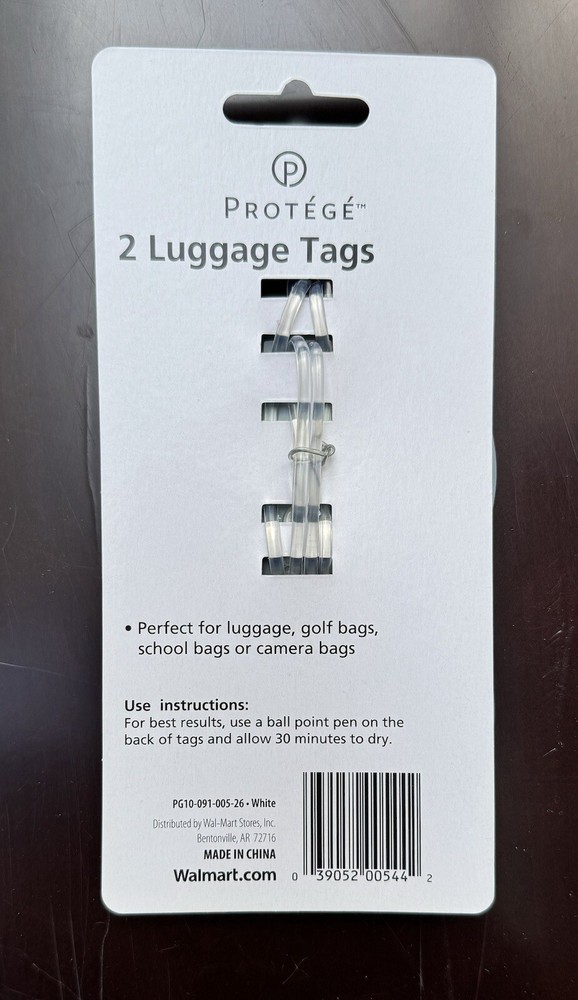 P
PROTÉGÉ™
2 Luggage Tags
• Perfect for luggage, golf bags,
school bags or camera bags
Use instructions:
For best results, use a ball point pen on the
back of tags and allow 30 minutes to dry.
PG10-091-005-26 • White
Distributed by Wal-Mart Stores, Inc.
Bentonville, AR 72716
MADE IN CHINA
Walmart.com
0 39052 00544 2